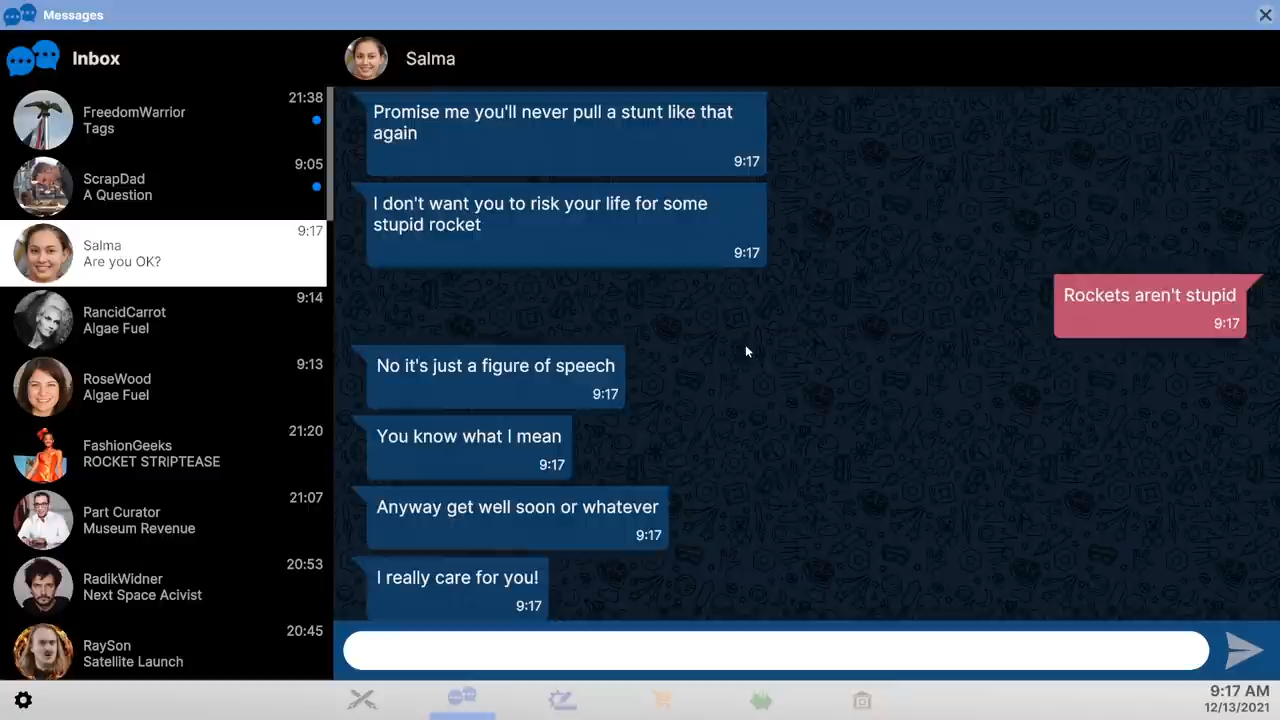 Messages
Inbox
Salma
FreedomWarrior
Tags
21:38
ScrapDad
A Question
9:05
Salma
Are you OK?
9:17
RancidCarrot
Algae Fuel
9:14
RoseWood
Algae Fuel
9:13
FashionGeeks
ROCKET STRIPTEASE
21:20
Part Curator
Museum Revenue
21:07
RadikWidner
Next Space Acivist
20:53
RaySon
Satellite Launch
20:45
Promise me you'll never pull a stunt like that
again
9:17
I don't want you to risk your life for some
stupid rocket
9:17
Rockets aren't stupid
9:17
No it's just a figure of speech
9:17
You know what I mean
9:17
Anyway get well soon or whatever
9:17
I really care for you!
9:17
9:17 AM
12/13/2021